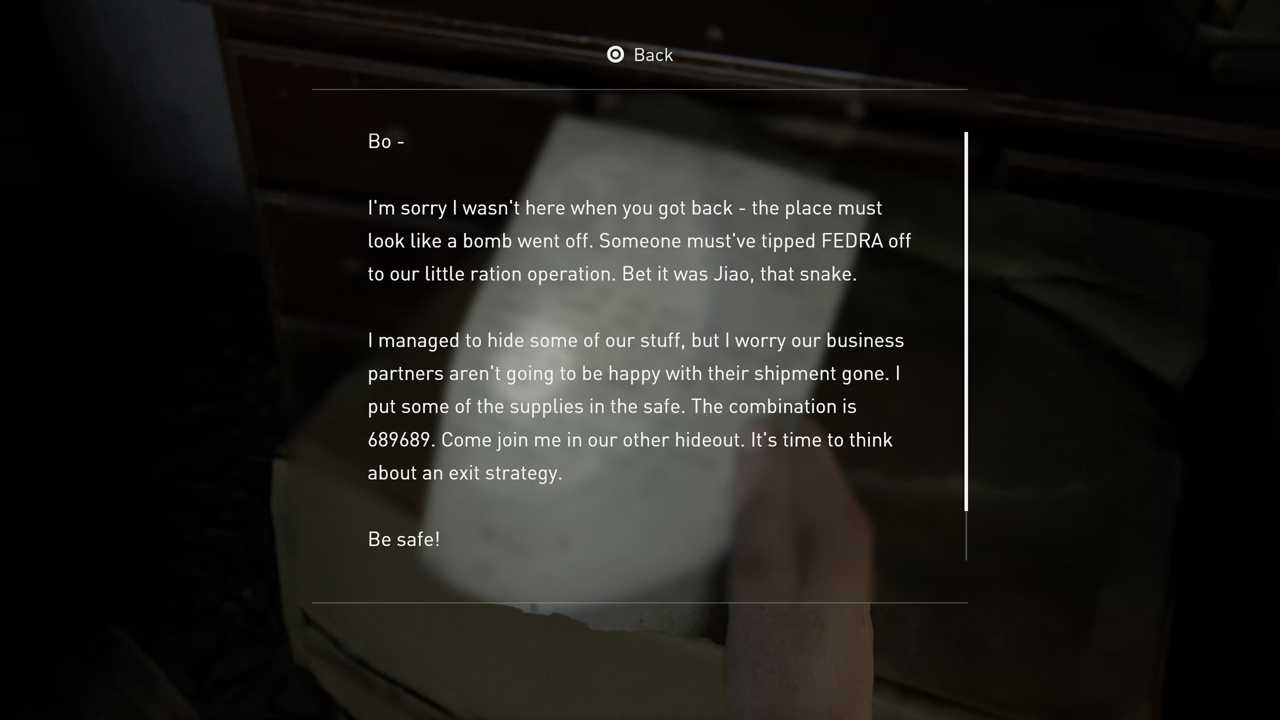 Back
Bo -
I'm sorry I wasn't here when you got back - the place must
look like a bomb went off. Someone must've tipped FEDRA off
to our little ration operation. Bet it was Jiao, that snake.
I managed to hide some of our stuff, but I worry our business
partners aren't going to be happy with their shipment gone. I
put some of the supplies in the safe. The combination is
689689. Come join me in our other hideout. It's time to think
about an exit strategy.
Be safe!